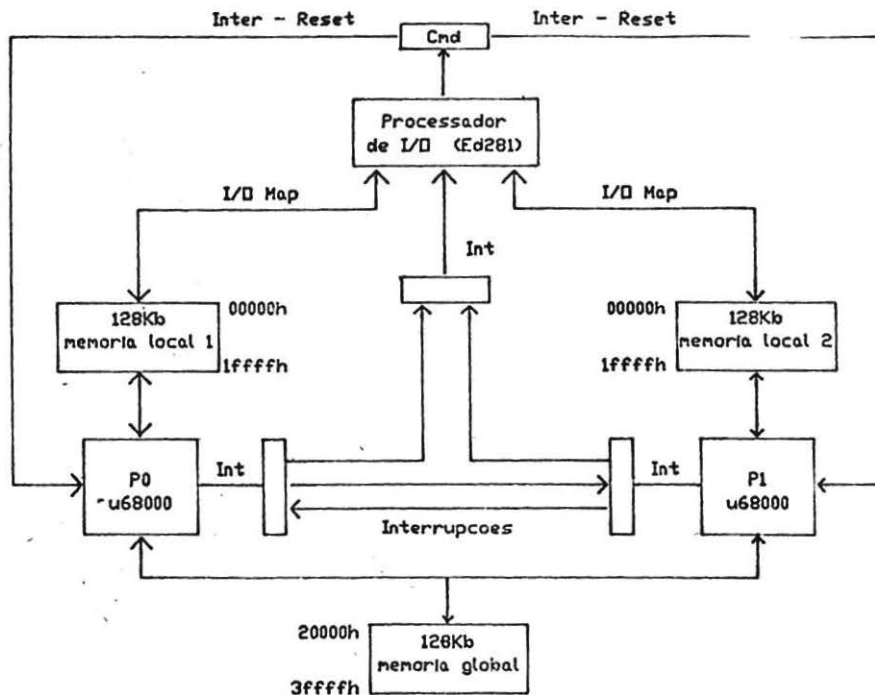 Inter - Reset
Inter - Reset
Cmd
Processador
de I/O (Ed281)
I/O Map
I/O Map
Int
128Kb
memoria local 1
00000h
1ffffh
00000h
128Kb
memoria local 2
1ffffh
P0
u68000
Int
Int
P1
u68000
Interrupcoes
20000h
128Kb
memoria global
3ffffh